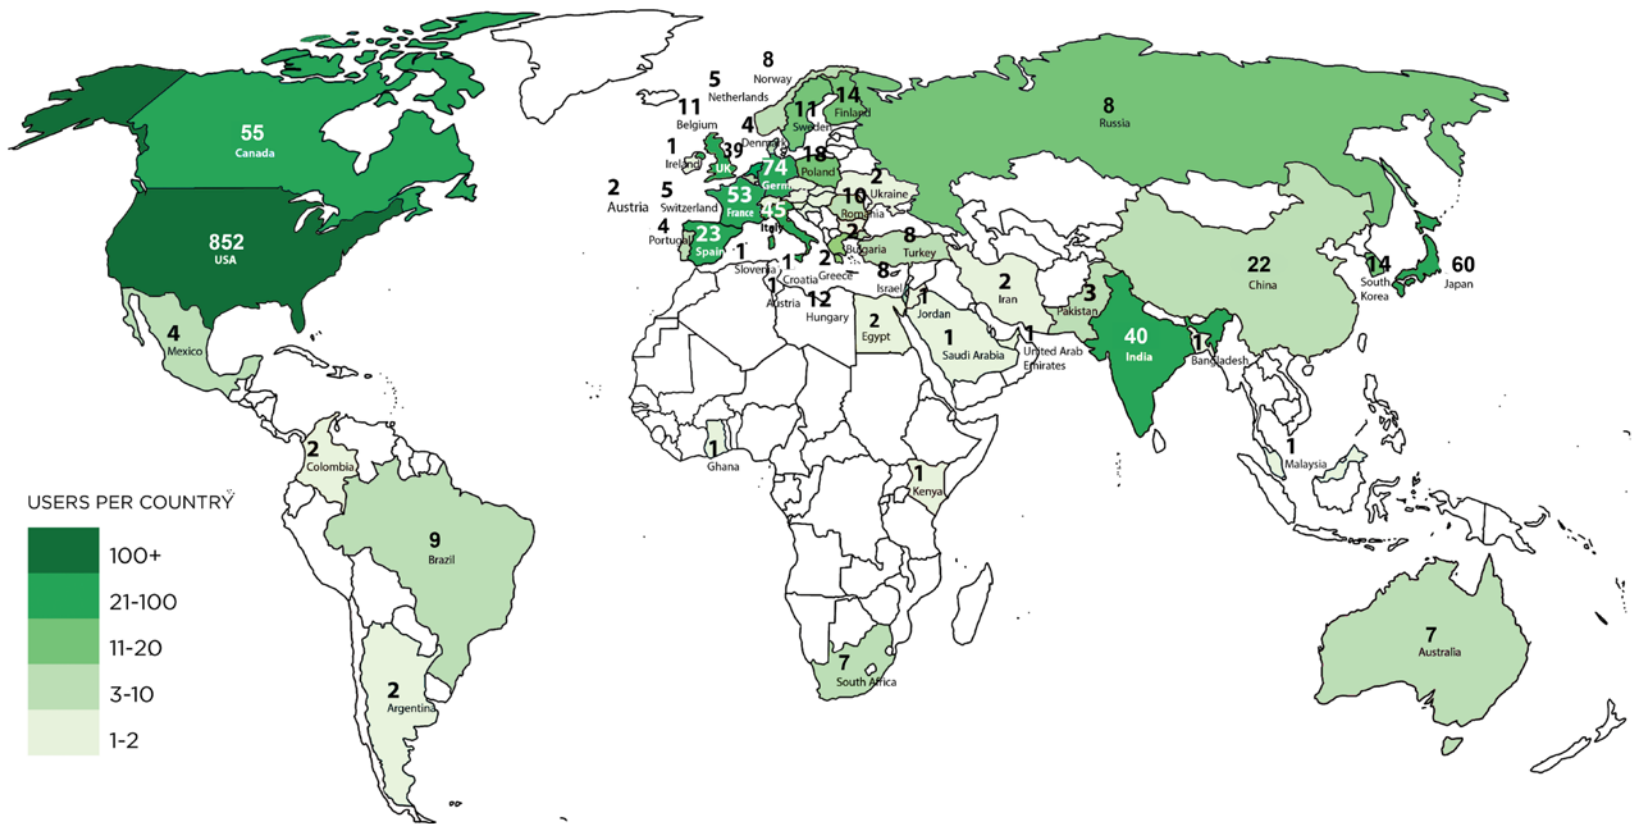 8
Norway
5
Netherlands
14
Finland
11
Sweden
11
Belgium
4
Denmark
8
Russia
55
Canada
1
Ireland
39
UK
74
Germ
18
Poland
2
Ukraine
2
Austria
5
Switzerland
53
France
45
Italy
10
Romania
4
Portugal
23
Spain
2
Bulgaria
8
Turkey
852
USA
1
Slovenia
1
Croatia
2
Greece
8
Israel
1
Austria
12
Hungary
1
Jordan
2
Iran
3
Pakistan
22
China
14
South
Korea
60
Japan
4
Mexico
2
Egypt
1
Saudi Arabia
1
United Arab
Emirates
40
India
1
Bangladesh
2
Colombia
1
Ghana
1
Kenya
1
Malaysia
9
Brazil
7
Australia
7
South Africa
2
Argentina
USERS PER COUNTRY
100+
21-100
11-20
3-10
1-2